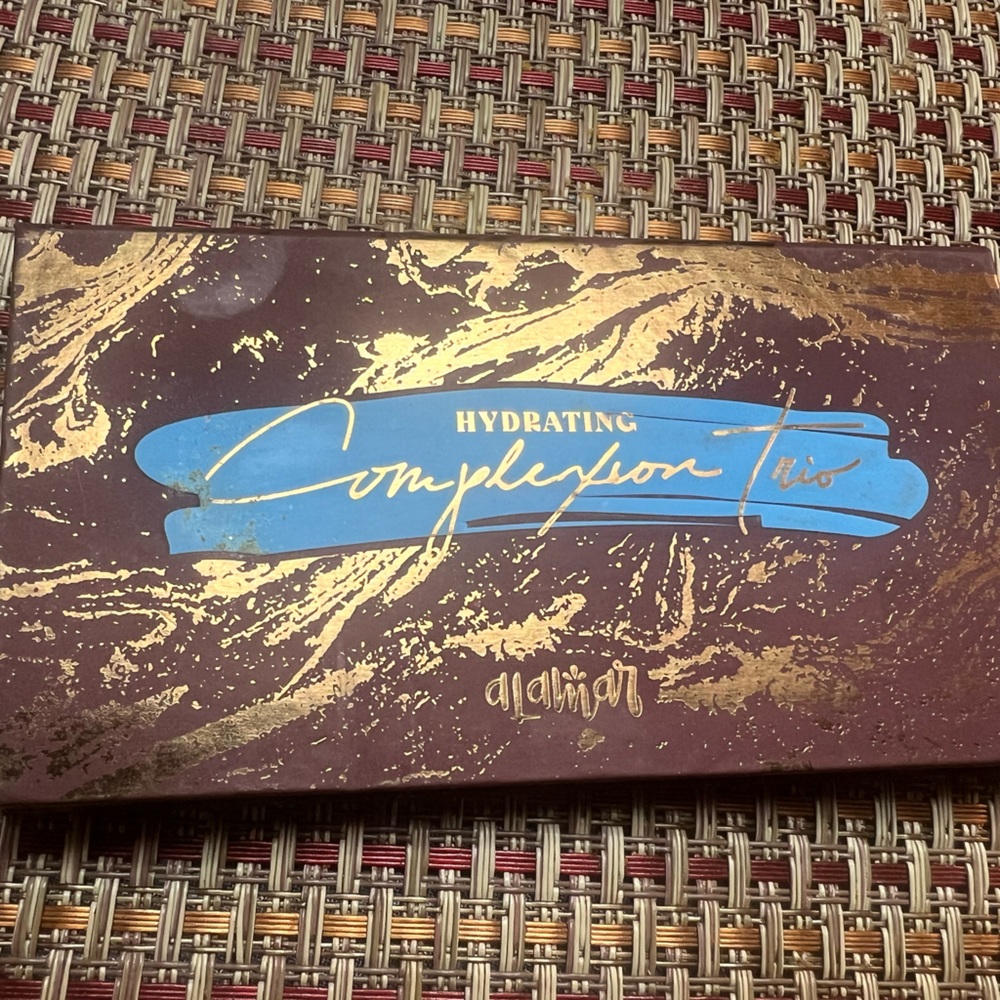 HYDRATING
Complexion Trio
alamar